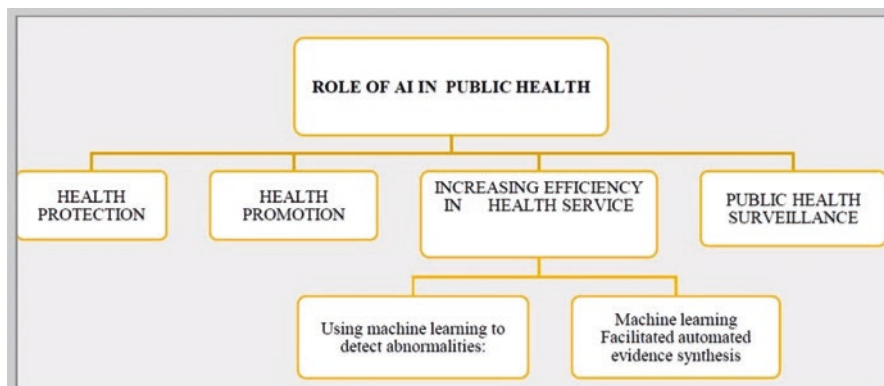 ROLE OF AI IN PUBLIC HEALTH
HEALTH
PROTECTION
HEALTH
PROMOTION
INCREASING EFFICIENCY
IN HEALTH SERVICE
PUBLIC HEALTH
SURVEILLANCE
Using machine learning to
detect abnormalities:
Machine learning
Facilitated automated
evidence synthesis